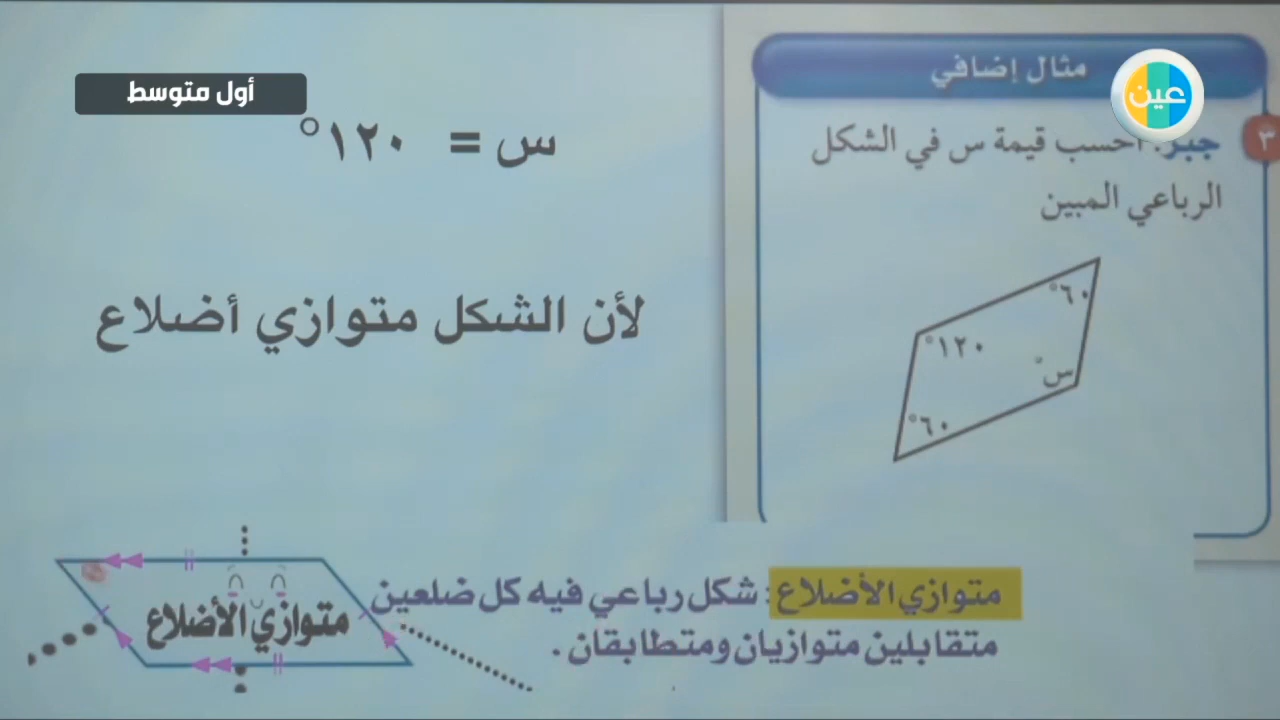 أول متوسط
عين
مثال إضافي
٣ جبر: احسب قيمة س في الشكل
الرباعي المبين
°٦٠
°١٢٠
س°
°٦٠
س = ١٢٠°
لأن الشكل متوازي أضلاع
متوازي الأضلاع: شكل رباعي فيه كل ضلعين
متقابلين متوازيان ومتطابقان.
متوازي الأضلاع